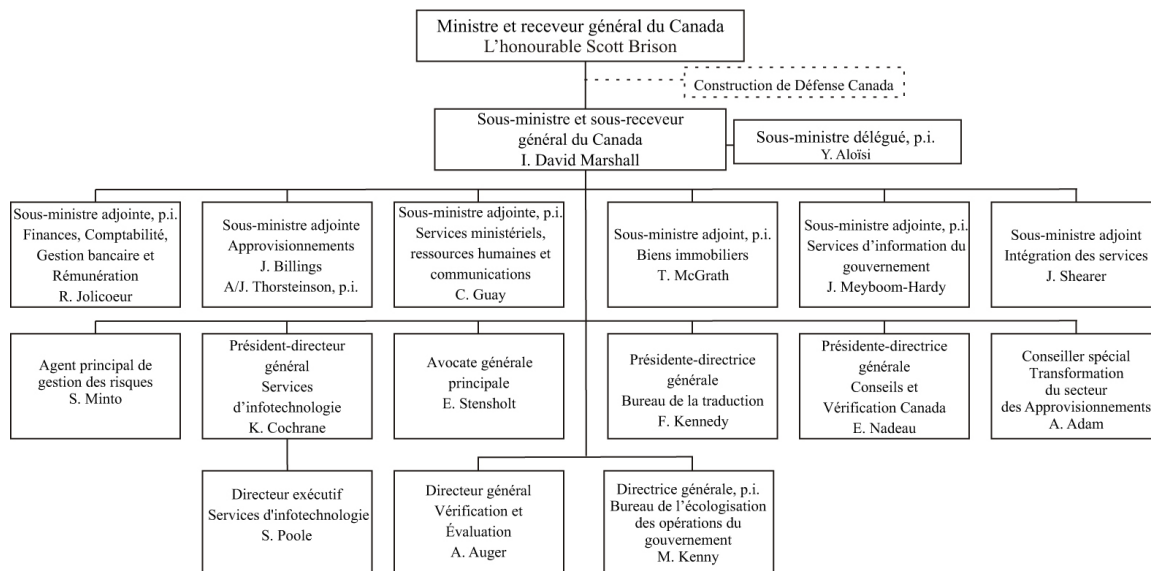 Ministre et receveur général du Canada
L'honourable Scott Brison
Construction de Défense Canada
Sous-ministre et sous-receveur
général du Canada
I. David Marshall
Sous-ministre délégué, p.i.
Y. Aloïsi
Sous-ministre adjointe, p.i.
Finances, Comptabilité,
Gestion bancaire et
Rémunération
R. Jolicoeur
Sous-ministre adjointe
Approvisionnements
J. Billings
A/J. Thorsteinson, p.i.
Sous-ministre adjointe, p.i.
Services ministériels,
ressources humaines et
communications
C. Guay
Sous-ministre adjoint, p.i.
Biens immobiliers
T. McGrath
Sous-ministre adjointe, p.i.
Services d'information du
gouvernement
J. Meyboom-Hardy
Sous-ministre adjoint
Intégration des services
J. Shearer
Agent principal de
gestion des risques
S. Minto
Président-directeur
général
Services
d'infotechnologie
K. Cochrane
Avocate générale
principale
E. Stensholt
Présidente-directrice
générale
Bureau de la traduction
F. Kennedy
Présidente-directrice
générale
Conseils et
Vérification Canada
E. Nadeau
Conseiller spécial
Transformation
du secteur
des Approvisionnements
A. Adam
Directeur exécutif
Services d'infotechnologie
S. Poole
Directeur général
Vérification et
Évaluation
A. Auger
Directrice générale, p.i.
Bureau de l'écologisation
des opérations du
gouvernement
M. Kenny